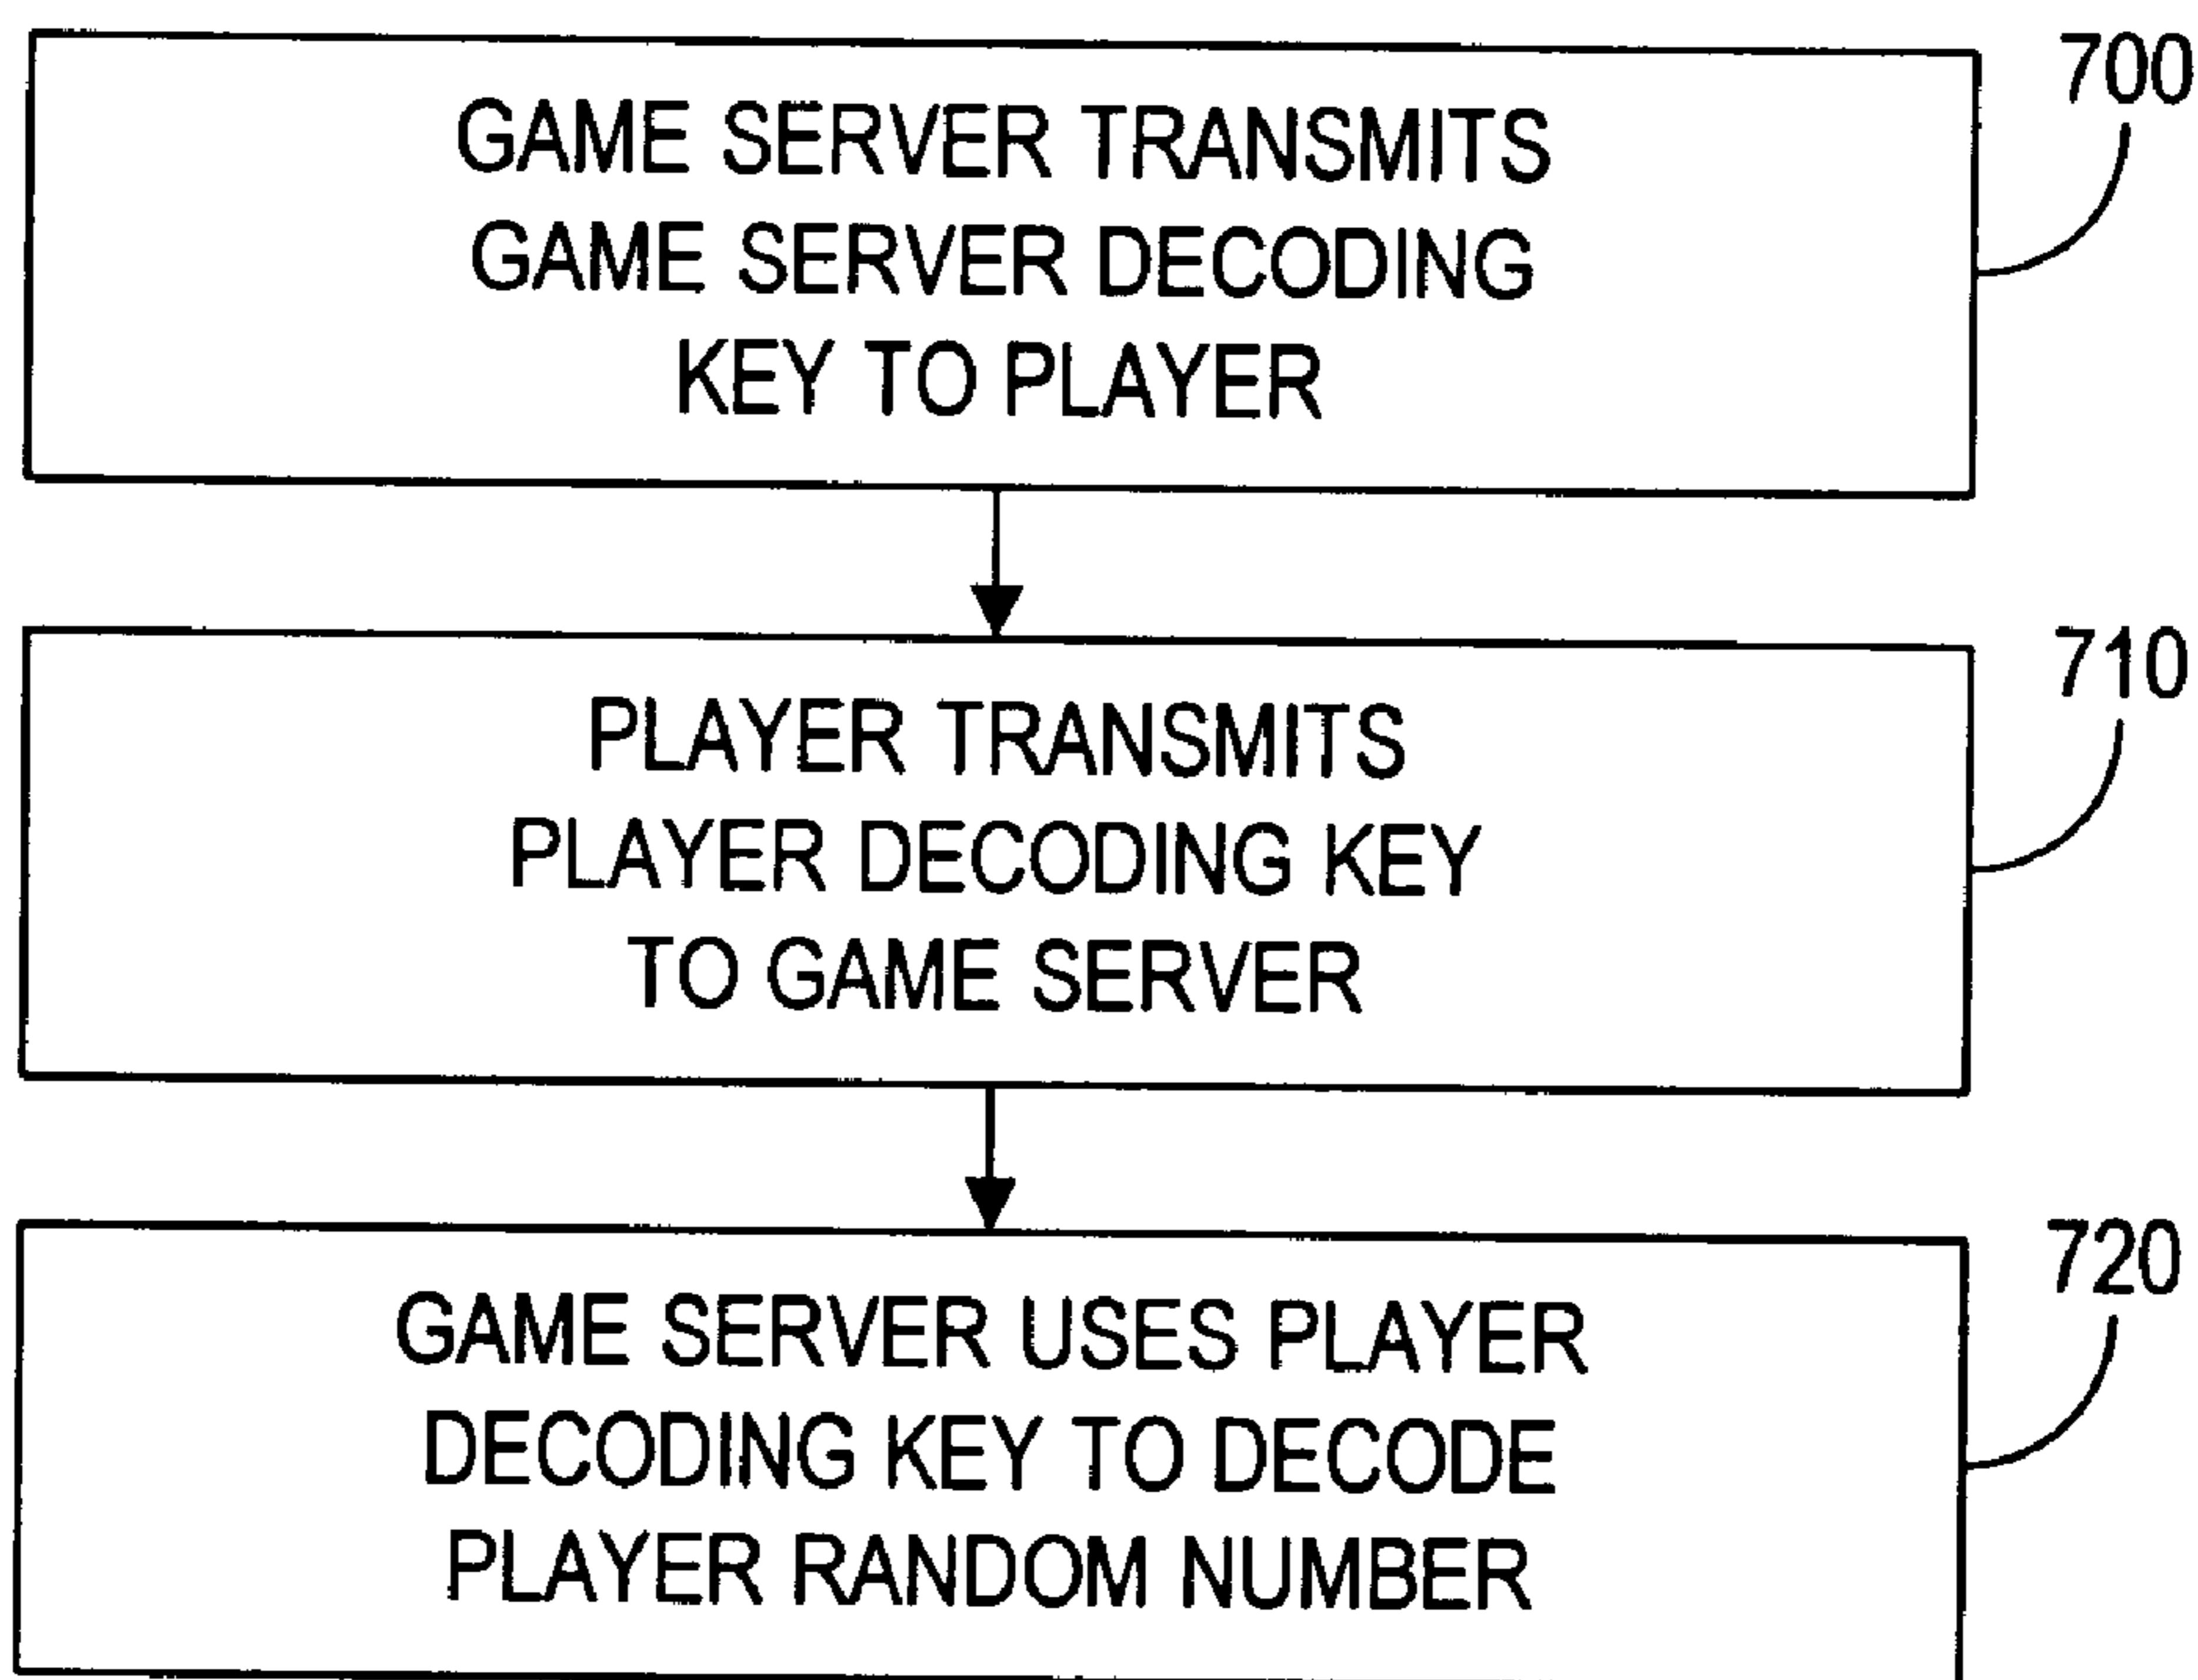 700
GAME SERVER TRANSMITS
GAME SERVER DECODING
KEY TO PLAYER
710
PLAYER TRANSMITS
PLAYER DECODING KEY
TO GAME SERVER
720
GAME SERVER USES PLAYER
DECODING KEY TO DECODE
PLAYER RANDOM NUMBER